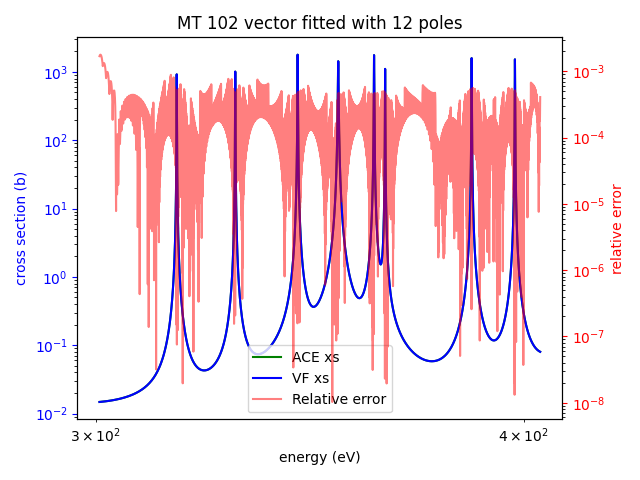 MT 102 vector fitted with 12 poles
cross section (b)
10³
10²
10¹
10⁰
10⁻¹
10⁻²
10⁻³
10⁻⁴
10⁻⁵
10⁻⁶
10⁻⁷
10⁻⁸
relative error
ACE xs
VF xs
Relative error
3 × 10² 4 × 10²
energy (eV)